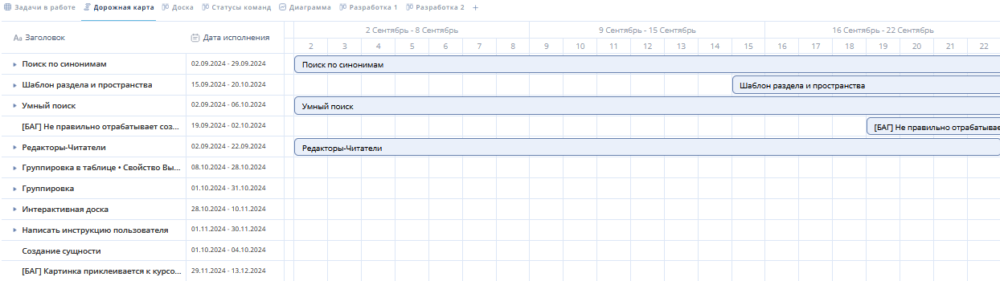 Задачи в работе Дорожная карта Доска Статусы команд Диаграмма Разработка 1 Разработка 2 +
Aa Заголовок Дата исполнения 2 Сентябрь - 8 Сентябрь 9 Сентябрь - 15 Сентябрь 16 Сентябрь - 22 Сентябрь
2 3 4 5 6 7 8 9 10 11 12 13 14 15 16 17 18 19 20 21 22
Поиск по синонимам 02.09.2024 - 29.09.2024 Поиск по синонимам
Шаблон раздела и пространства 15.09.2024 - 20.10.2024 Шаблон раздела и пространства
Умный поиск 02.09.2024 - 06.10.2024 Умный поиск
[БАГ] Не правильно отрабатывает соз... 19.09.2024 - 02.10.2024 [БАГ] Не правильно отрабатывае
Редакторы-Читатели 02.09.2024 - 22.09.2024 Редакторы-Читатели
Группировка в таблице • Свойство Вы... 08.10.2024 - 28.10.2024
Группировка 01.10.2024 - 31.10.2024
Интерактивная доска 28.10.2024 - 10.11.2024
Написать инструкцию пользователя 01.11.2024 - 30.11.2024
Создание сущности 01.10.2024 - 04.10.2024
[БАГ] Картинка приклеивается к курсо... 29.11.2024 - 13.12.2024